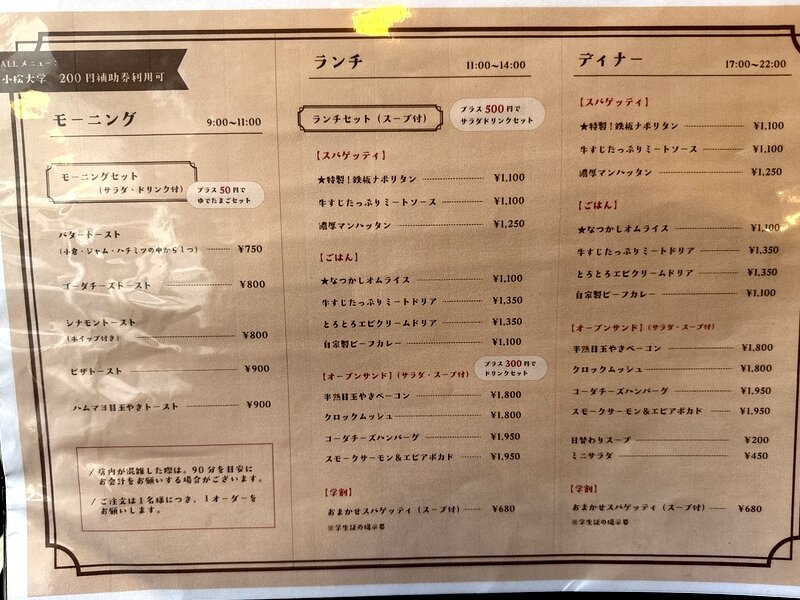 ALLメニュー:
小松大学 200円補助券利用可
モーニング 9:00〜11:00
モーニングセット
(サラダ・ドリンク付)
プラス50円で
ゆでたまごセット
バタートースト
(小倉・ジャム・ハチミツの中から1つ) ¥750
ゴーダチーズトースト ¥800
シナモントースト
(ホイップ付き) ¥800
ピザトースト ¥900
ハムマヨ目玉やきトースト ¥900
/ 店内が混雑した際は。90分を目安に
お会計をお願いする場合がございます。
/ ご注文は1名様につき、1オーダーを
お願いします。
ランチ 11:00〜14:00
ランチセット (スープ付)
プラス500円で
サラダドリンクセット
【スパゲッティ】
★特製！鉄板ナポリタン ¥1,100
牛すじたっぷりミートソース ¥1,100
濃厚マンハッタン ¥1,250
【ごはん】
★なつかしオムライス ¥1,100
牛すじたっぷりミートドリア ¥1,350
とろとろエビクリームドリア ¥1,350
自家製ビーフカレー ¥1,100
プラス300円で
ドリンクセット
【オープンサンド】(サラダ・スープ付)
半熟目玉やきベーコン ¥1,800
クロックムッシュ ¥1,800
ゴーダチーズハンバーグ ¥1,950
スモークサーモン&エビアボカド ¥1,950
【学割】
おまかせスパゲッティ (スープ付) ¥680
※学生証の提示要
ディナー 17:00〜22:00
【スパゲッティ】
★特製！鉄板ナポリタン ¥1,100
牛すじたっぷりミートソース ¥1,100
濃厚マンハッタン ¥1,250
【ごはん】
★なつかしオムライス ¥1,100
牛すじたっぷりミートドリア ¥1,350
とろとろエビクリームドリア ¥1,350
自家製ビーフカレー ¥1,100
【オープンサンド】(サラダ・スープ付)
半熟目玉やきベーコン ¥1,800
クロックムッシュ ¥1,800
ゴーダチーズハンバーグ ¥1,950
スモークサーモン&エビアボカド ¥1,950
日替わりスープ ¥200
ミニサラダ ¥450
【学割】
おまかせスパゲッティ (スープ付) ¥680
※学生証の提示要